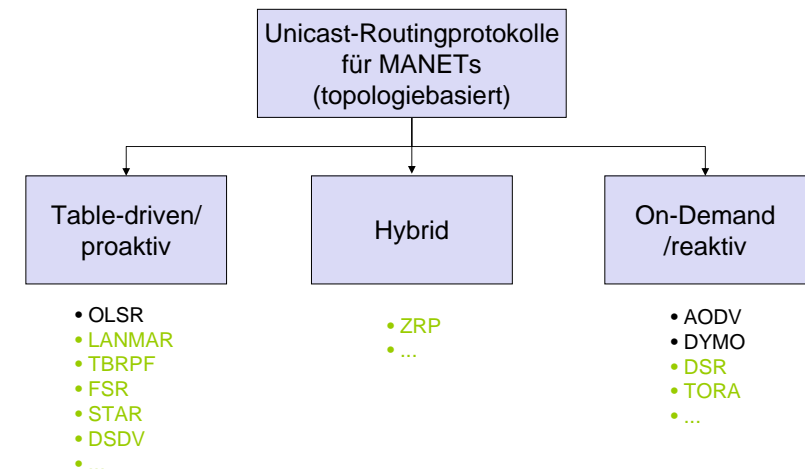 Unicast-Routingprotokolle
für MANETs
(topologiebasiert)
Table-driven/
proaktiv
• OLSR
• LANMAR
• TBRPF
• FSR
• STAR
• DSDV
• ...
Hybrid
• ZRP
• ...
On-Demand
/reaktiv
• AODV
• DYMO
• DSR
• TORA
• ...